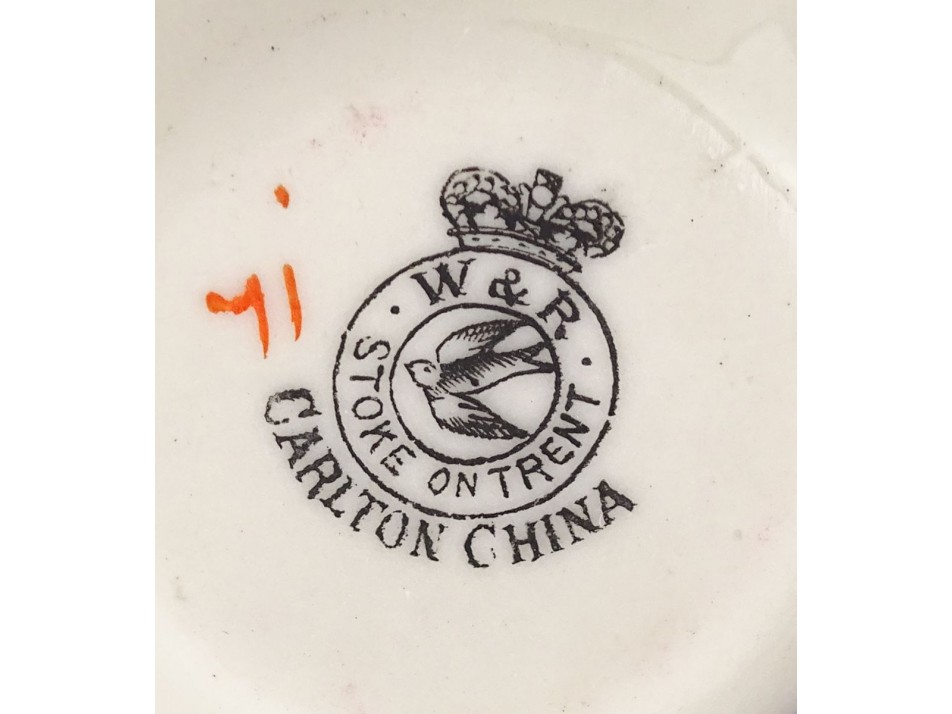 W & R
STOKE ON TRENT
CARLTON CHINA